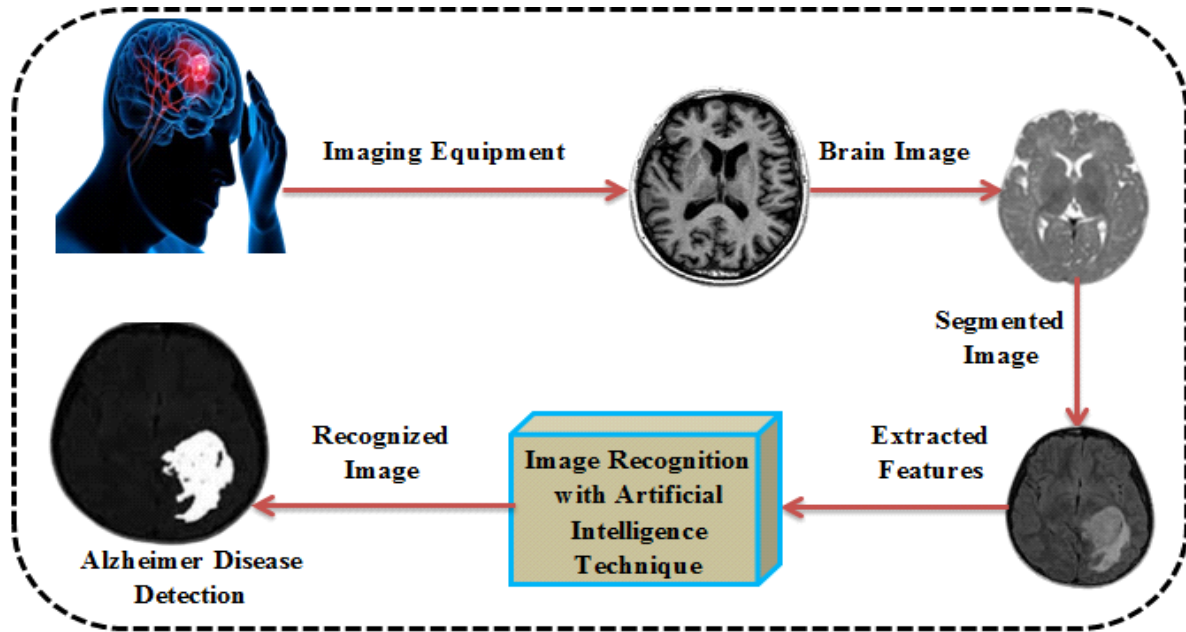 Imaging Equipment
Brain Image
Segmented
Image
Extracted
Features
Image Recognition
with Artificial
Intelligence
Technique
Recognized
Image
Alzheimer Disease
Detection